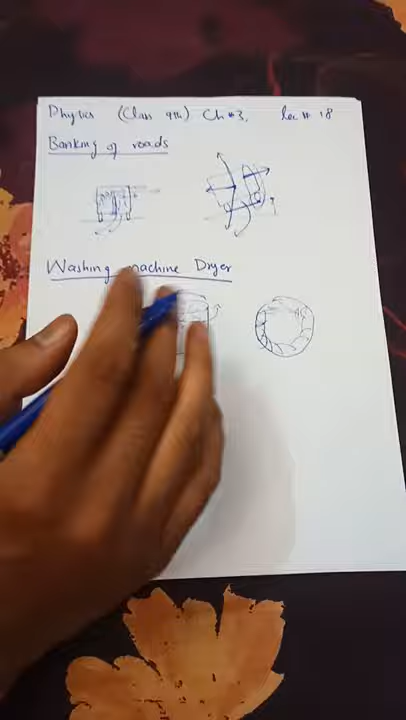 Physics (Class 9th) Ch #3, lec # 18
Banking of roads
Washing machine Dryer